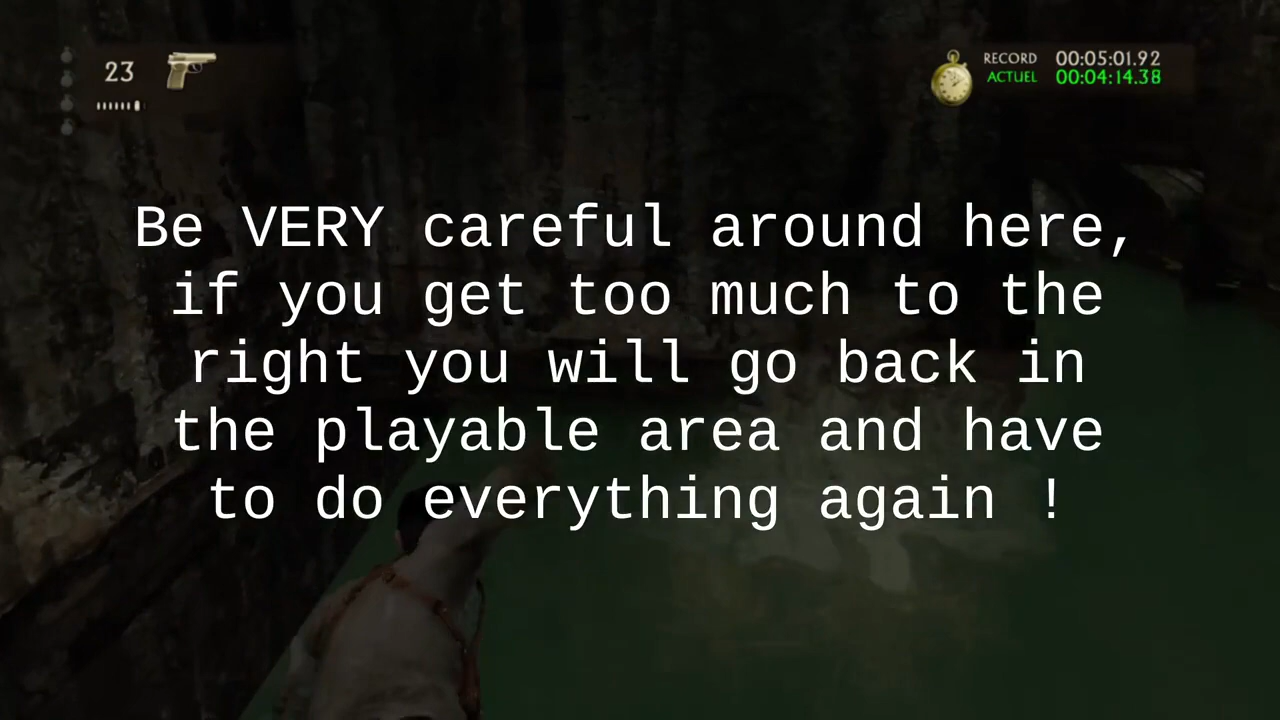 23
RECORD 00:05:01.92
ACTUEL 00:04:14.38
Be VERY careful around here,
if you get too much to the
right you will go back in
the playable area and have
to do everything again !